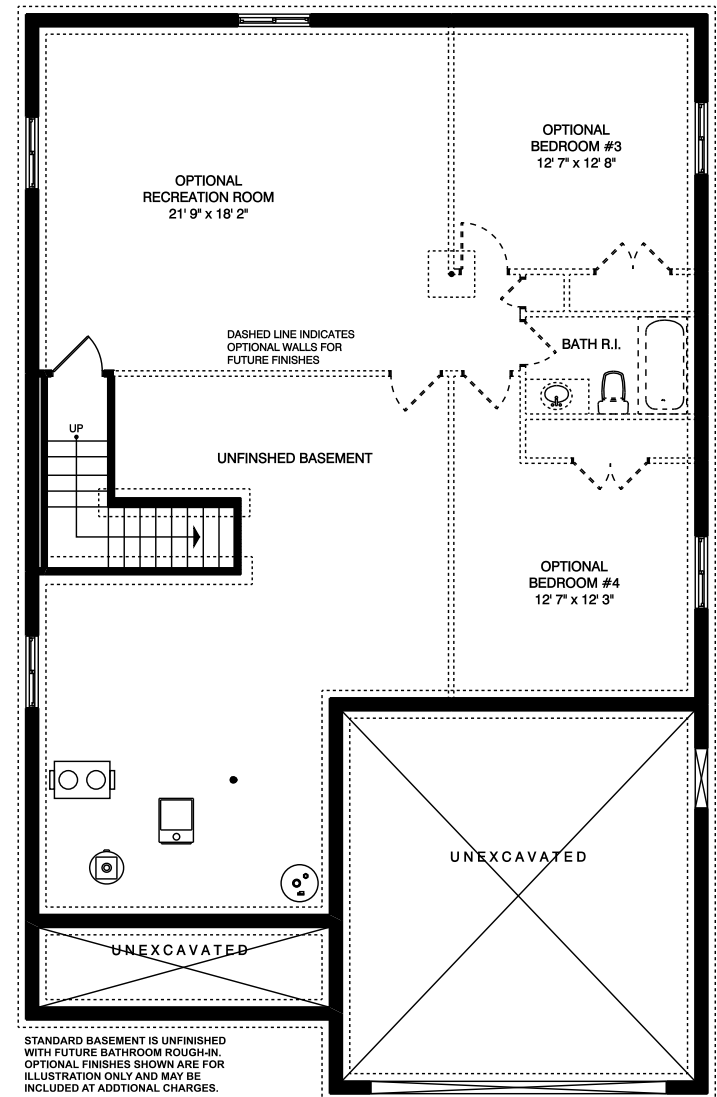 OPTIONAL
BEDROOM #3
12' 7" x 12' 8"
OPTIONAL
RECREATION ROOM
21' 9" x 18' 2"
DASHED LINE INDICATES
OPTIONAL WALLS FOR
FUTURE FINISHES
BATH R.I.
UP
UNFINSHED BASEMENT
OPTIONAL
BEDROOM #4
12' 7" x 12' 3"
UNEXCAVATED
UNEXCAVATED
STANDARD BASEMENT IS UNFINISHED
WITH FUTURE BATHROOM ROUGH-IN.
OPTIONAL FINISHES SHOWN ARE FOR
ILLUSTRATION ONLY AND MAY BE
INCLUDED AT ADDTIONAL CHARGES.